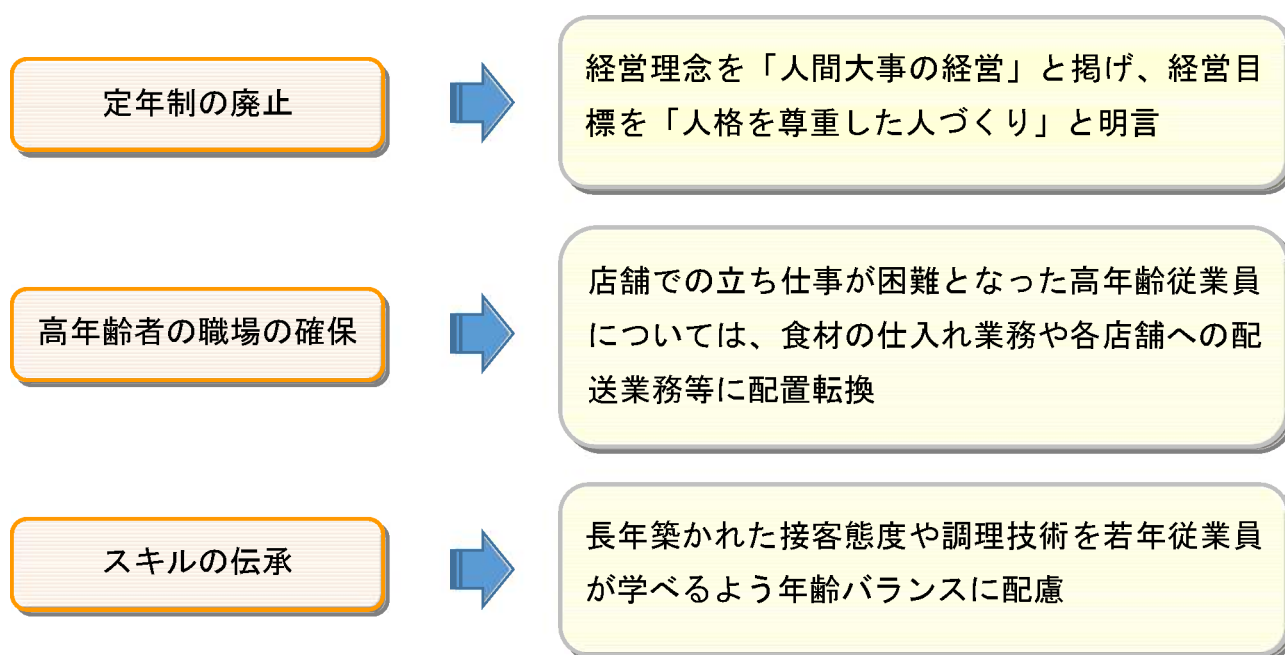 定年制の廃止
経営理念を「人間大事の経営」と掲げ、経営目
標を「人格を尊重した人づくり」と明言
高年齢者の職場の確保
店舗での立ち仕事が困難となった高年齢従業員
については、食材の仕入れ業務や各店舗への配
送業務等に配置転換
スキルの伝承
長年築かれた接客態度や調理技術を若年従業員
が学べるよう年齢バランスに配慮